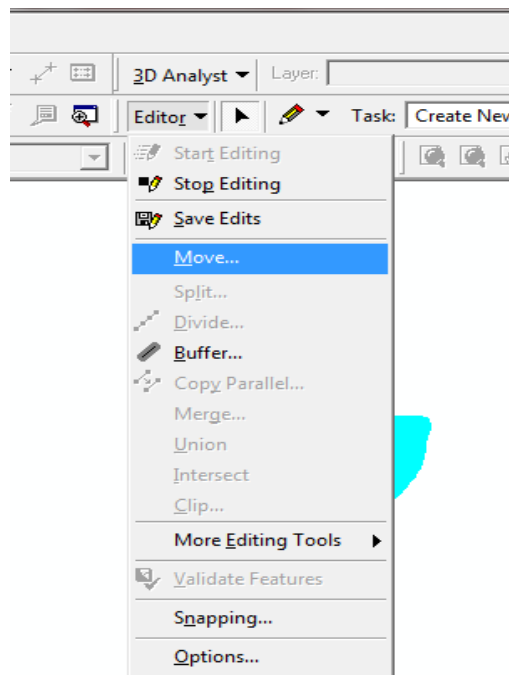 3D Analyst Layer:
Editor Task: Create New
Start Editing
Stop Editing
Save Edits
Move...
Split...
Divide...
Buffer...
Copy Parallel...
Merge...
Union
Intersect
Clip...
More Editing Tools
Validate Features
Snapping...
Options...